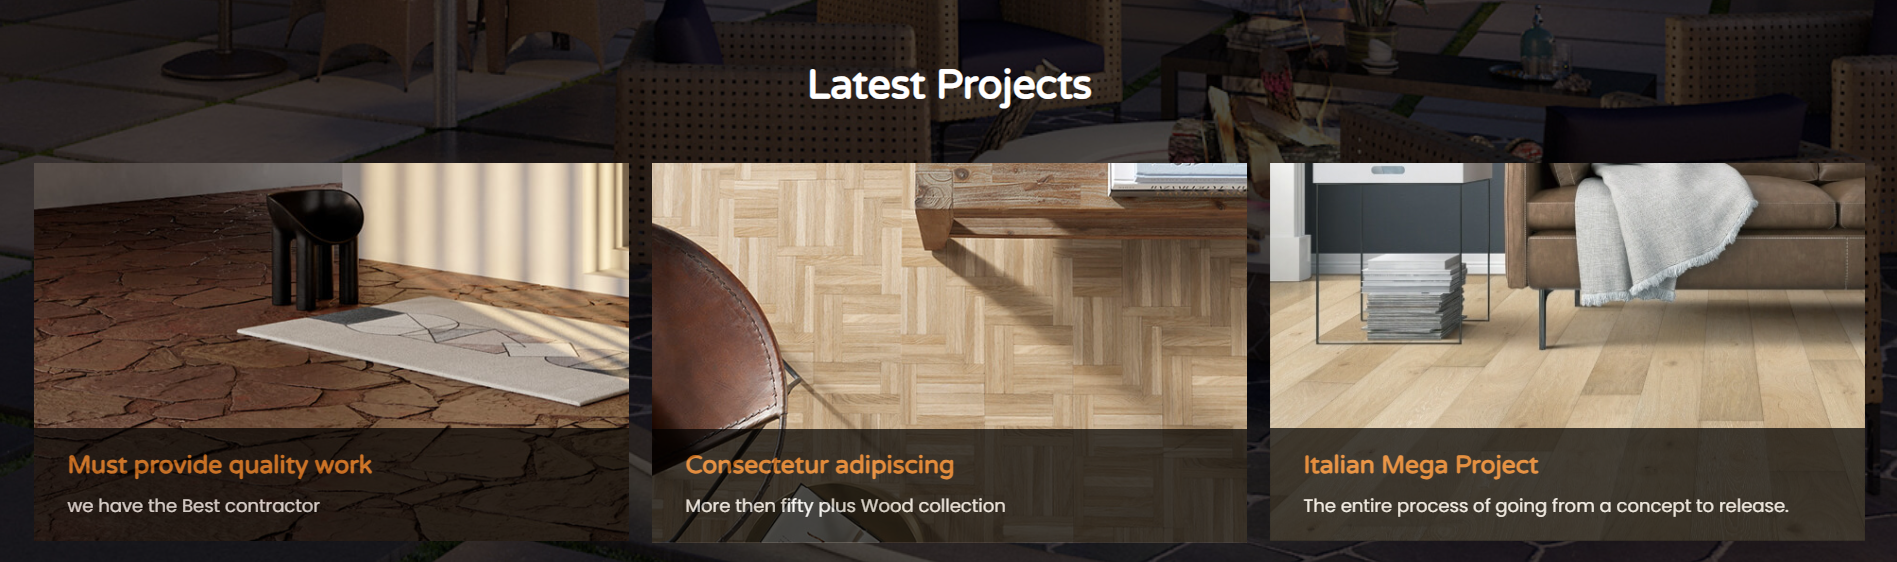 Latest Projects
Must provide quality work
we have the Best contractor
Consectetur adipiscing
More then fifty plus Wood collection
Italian Mega Project
The entire process of going from a concept to release.